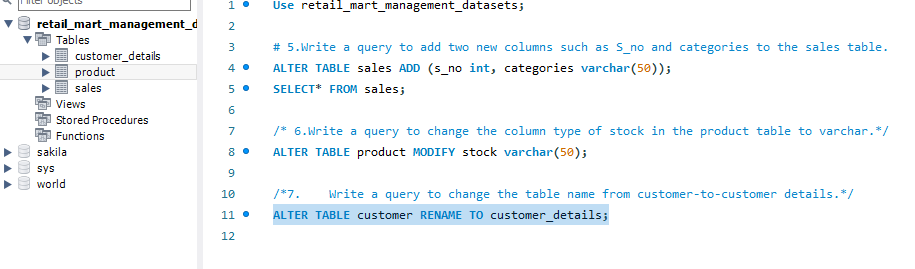 Filter objects
retail_mart_management_d
Tables
customer_details
product
sales
Views
Stored Procedures
Functions
sakila
sys
world
1 Use retail_mart_management_datasets;
2
3 # 5.Write a query to add two new columns such as S_no and categories to the sales table.
4 ALTER TABLE sales ADD (s_no int, categories varchar(50));
5 SELECT* FROM sales;
6
7 /* 6.Write a query to change the column type of stock in the product table to varchar.*/
8 ALTER TABLE product MODIFY stock varchar(50);
9
10 /*7. Write a query to change the table name from customer-to-customer details.*/
11 ALTER TABLE customer RENAME TO customer_details;
12